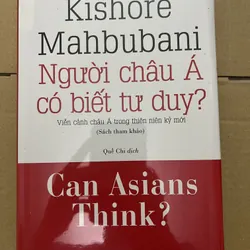 Kishore
Mahbubani
Người châu Á
có biết tư duy?
Viễn cảnh châu Á trong thiên niên kỷ mới
(Sách tham khảo)
Quế Chi dịch
Can Asians
Think?